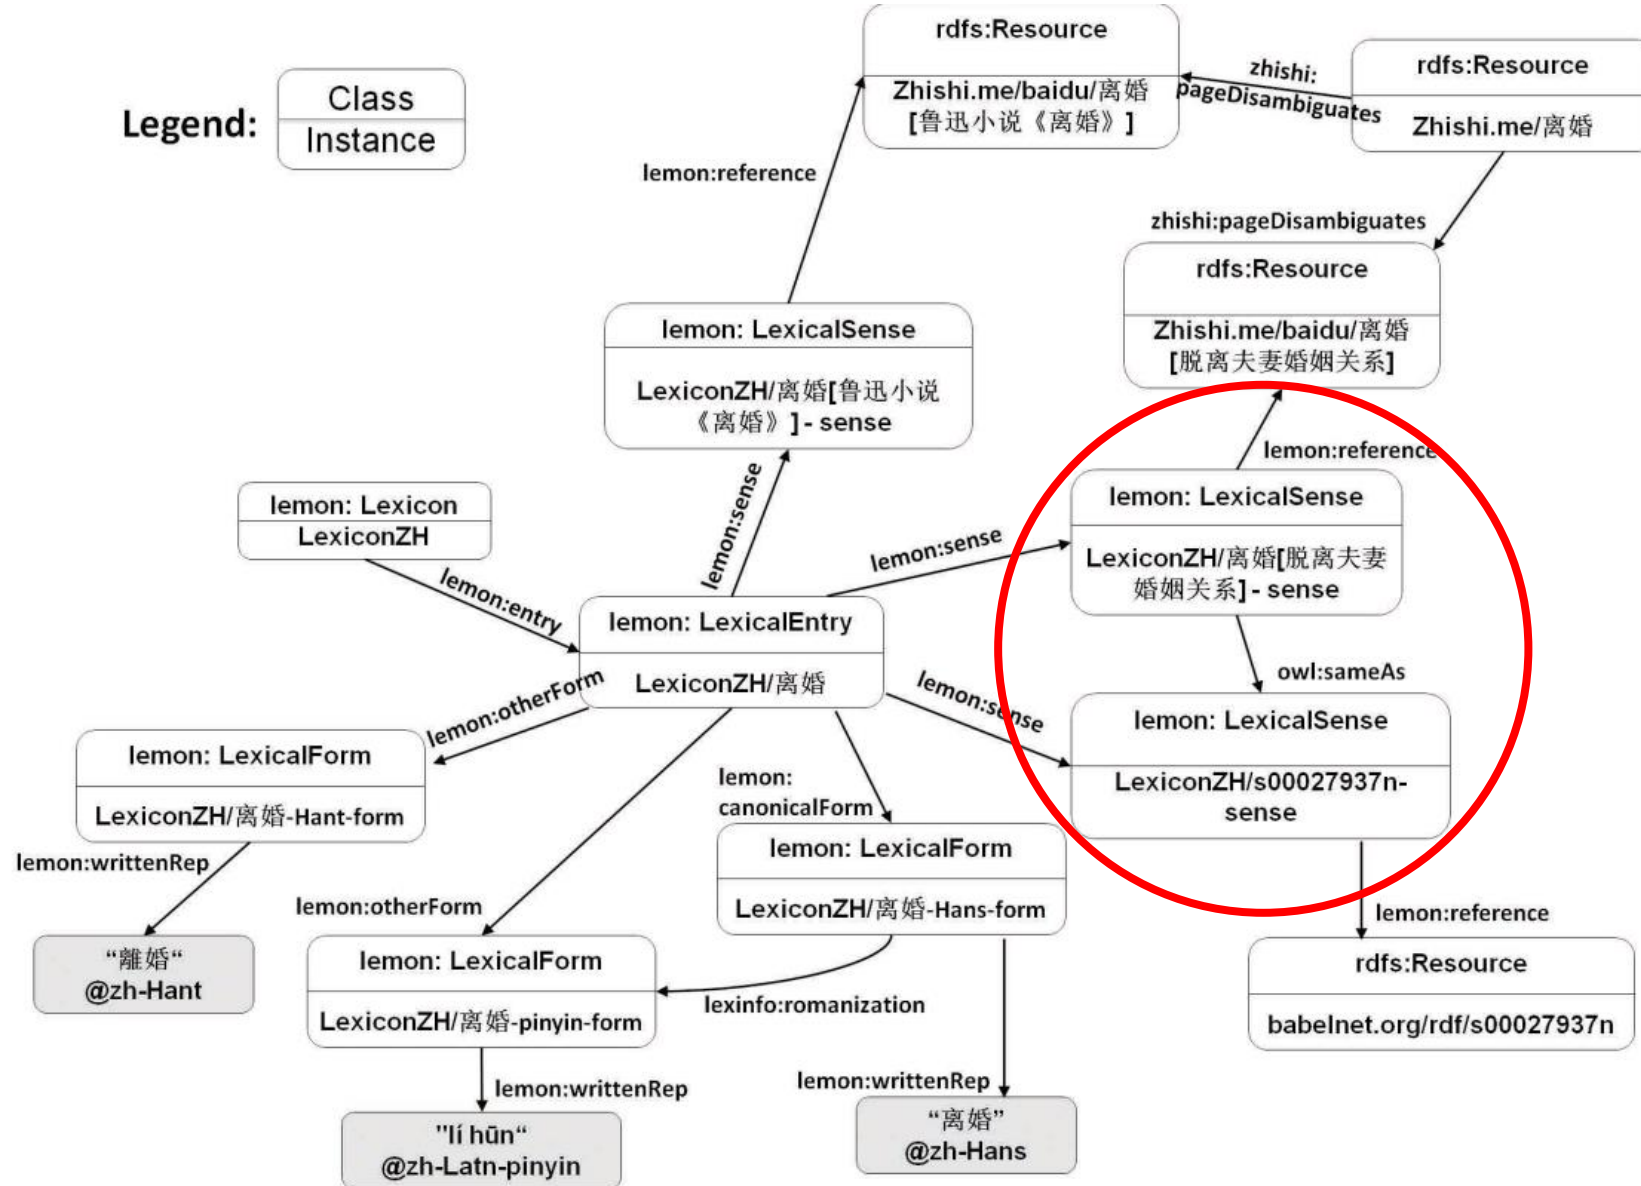 Legend:
Class
Instance
rdfs:Resource
Zhishi.me/baidu/离婚
[鲁迅小说《离婚》]
zhishi:
pageDisambiguates
rdfs:Resource
Zhishi.me/离婚
lemon:reference
zhishi:pageDisambiguates
rdfs:Resource
Zhishi.me/baidu/离婚
[脱离夫妻婚姻关系]
lemon: LexicalSense
LexiconZH/离婚[鲁迅小说
《离婚》]- sense
lemon:reference
lemon: LexicalSense
LexiconZH/离婚[脱离夫妻
婚姻关系]- sense
lemon: Lexicon
LexiconZH
lemon:sense
lemon:sense
lemon:entry
lemon: LexicalEntry
LexiconZH/离婚
lemon:sense
owl:sameAs
lemon: LexicalSense
LexiconZH/s00027937n-
sense
lemon:otherForm
lemon: LexicalForm
LexiconZH/离婚-Hant-form
lemon:
canonicalForm
lemon: LexicalForm
LexiconZH/离婚-Hans-form
lemon:writtenRep
lemon:otherForm
lemon:reference
“離婚“
@zh-Hant
lemon: LexicalForm
LexiconZH/离婚-pinyin-form
lexinfo:romanization
rdfs:Resource
babelnet.org/rdf/s00027937n
lemon:writtenRep
lemon:writtenRep
”lí hūn“
@zh-Latn-pinyin
“离婚”
@zh-Hans